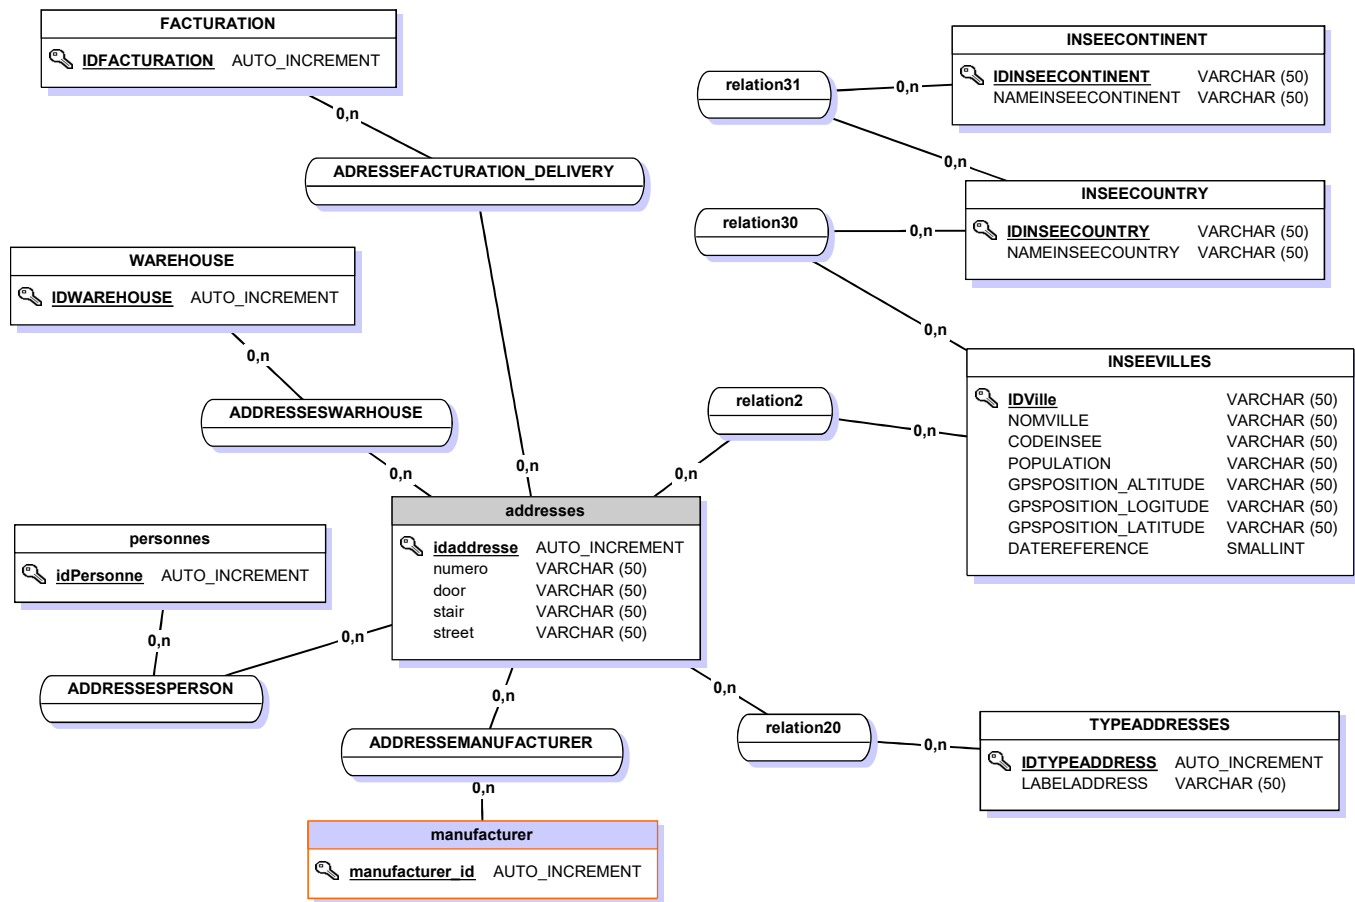 FACTURATION
IDFACTURATION AUTO_INCREMENT
0,n
ADRESSEFACTURATION_DELIVERY
0,n
INSEECONTINENT
IDINSEECONTINENT VARCHAR (50)
NAMEINSEECONTINENT VARCHAR (50)
relation31
0,n
0,n
INSEECOUNTRY
IDINSEECOUNTRY VARCHAR (50)
NAMEINSEECOUNTRY VARCHAR (50)
relation30
0,n
0,n
WAREHOUSE
IDWAREHOUSE AUTO_INCREMENT
0,n
ADDRESSESWARHOUSE
0,n
INSEEVILLES
IDVille VARCHAR (50)
NOMVILLE VARCHAR (50)
CODEINSEE VARCHAR (50)
POPULATION VARCHAR (50)
GPSPOSITION_ALTITUDE VARCHAR (50)
GPSPOSITION_LOGITUDE VARCHAR (50)
GPSPOSITION_LATITUDE VARCHAR (50)
DATEREFERENCE SMALLINT
relation2
0,n
0,n
addresses
idaddresse AUTO_INCREMENT
numero VARCHAR (50)
door VARCHAR (50)
stair VARCHAR (50)
street VARCHAR (50)
personnes
idPersonne AUTO_INCREMENT
0,n
0,n
ADDRESSESPERSON
0,n
ADDRESSEMANUFACTURER
0,n
manufacturer
manufacturer_id AUTO_INCREMENT
0,n
relation20
0,n
TYPEADDRESSES
IDTYPEADDRESS AUTO_INCREMENT
LABELADDRESS VARCHAR (50)